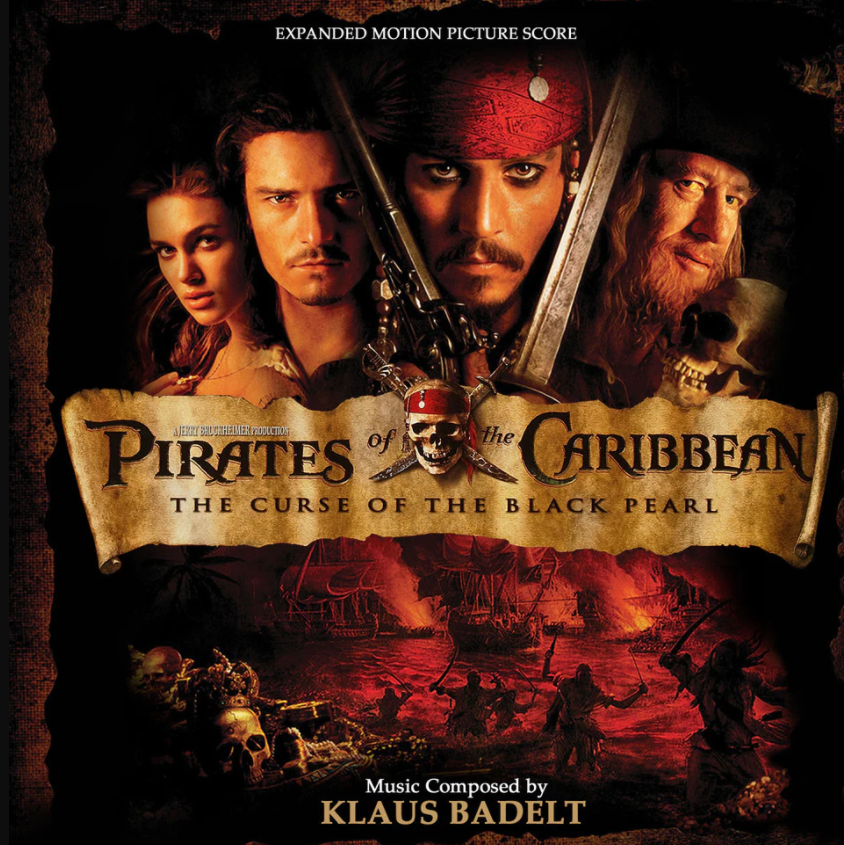 EXPANDED MOTION PICTURE SCORE
A JERRY BRUCKHEIMER PRODUCTION
PIRATES of the CARIBBEAN
THE CURSE OF THE BLACK PEARL
Music Composed by
KLAUS BADELT